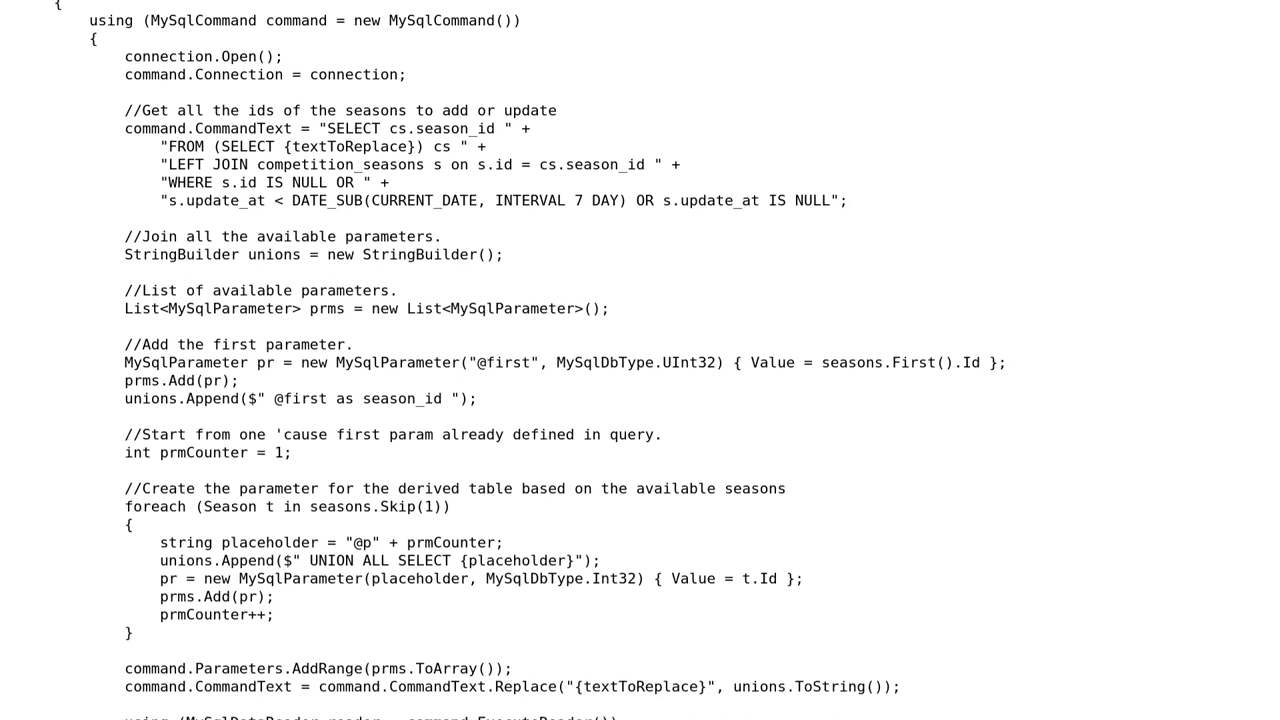 {
using (MySqlCommand command = new MySqlCommand())
{
connection.Open();
command.Connection = connection;
//Get all the ids of the seasons to add or update
command.CommandText = "SELECT cs.season_id " +
"FROM (SELECT {textToReplace}) cs " +
"LEFT JOIN competition_seasons s on s.id = cs.season_id " +
"WHERE s.id IS NULL OR " +
"s.update_at < DATE_SUB(CURRENT_DATE, INTERVAL 7 DAY) OR s.update_at IS NULL";
//Join all the available parameters.
StringBuilder unions = new StringBuilder();
//List of available parameters.
List<MySqlParameter> prms = new List<MySqlParameter>();
//Add the first parameter.
MySqlParameter pr = new MySqlParameter("@first", MySqlDbType.UInt32) { Value = seasons.First().Id };
prms.Add(pr);
unions.Append($" @first as season_id ");
//Start from one 'cause first param already defined in query.
int prmCounter = 1;
//Create the parameter for the derived table based on the available seasons
foreach (Season t in seasons.Skip(1))
{
string placeholder = "@p" + prmCounter;
unions.Append($" UNION ALL SELECT {placeholder}");
pr = new MySqlParameter(placeholder, MySqlDbType.Int32) { Value = t.Id };
prms.Add(pr);
prmCounter++;
}
command.Parameters.AddRange(prms.ToArray());
command.CommandText = command.CommandText.Replace("{textToReplace}", unions.ToString());
using (MySqlDataReader reader = command.ExecuteReader())